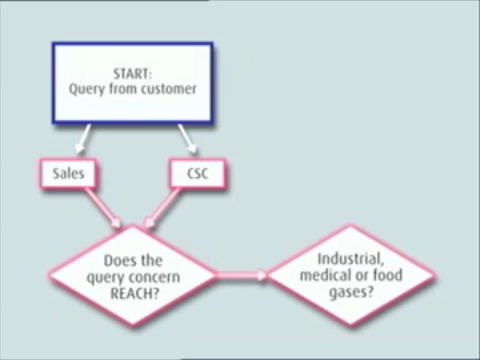 START:
Query from customer
Sales
CSC
Does the
query concern
REACH?
Industrial,
medical or food
gases?